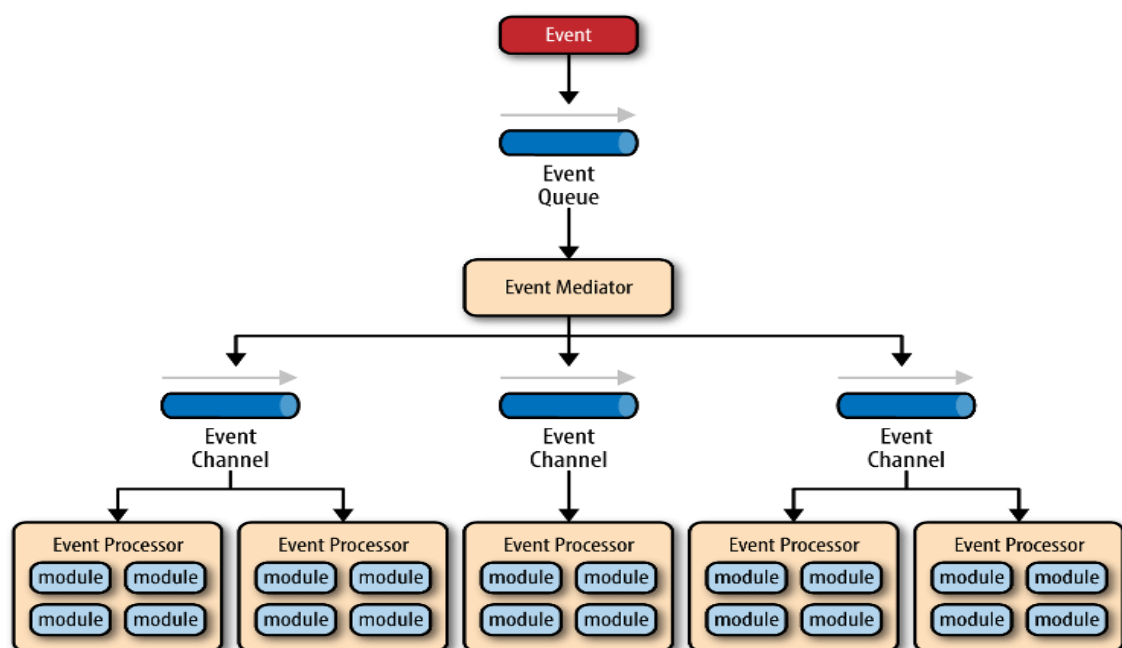 Event
Event
Queue
Event Mediator
Event
Channel
Event
Channel
Event
Channel
Event Processor
module module
module module
Event Processor
module module
module module
Event Processor
module module
module module
Event Processor
module module
module module
Event Processor
module module
module module